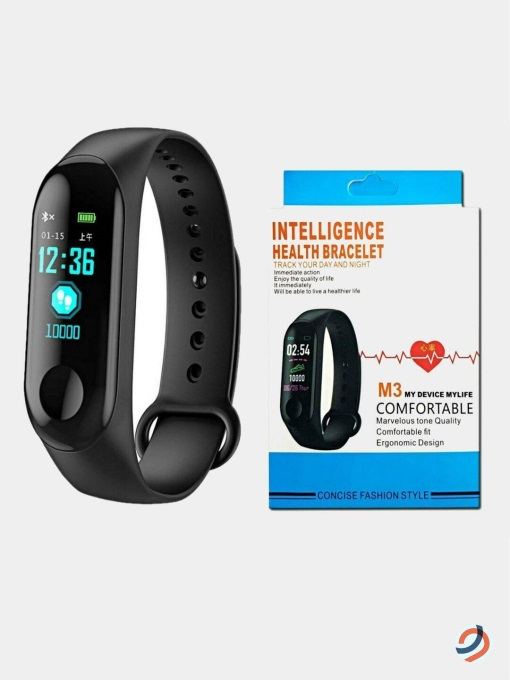 01-15 上午
12:36
10000
INTELLIGENCE
HEALTH BRACELET
TRACK YOUR DAY AND NIGHT
Immediate action
Enjoy the quality of life
It immediately
Will be able to live a healthier life
02:54
10000
心率
M3 MY DEVICE MYLIFE
COMFORTABLE
Marvelous tone Quality
Comfortable fit
Ergonomic Design
CONCISE FASHION STYLE